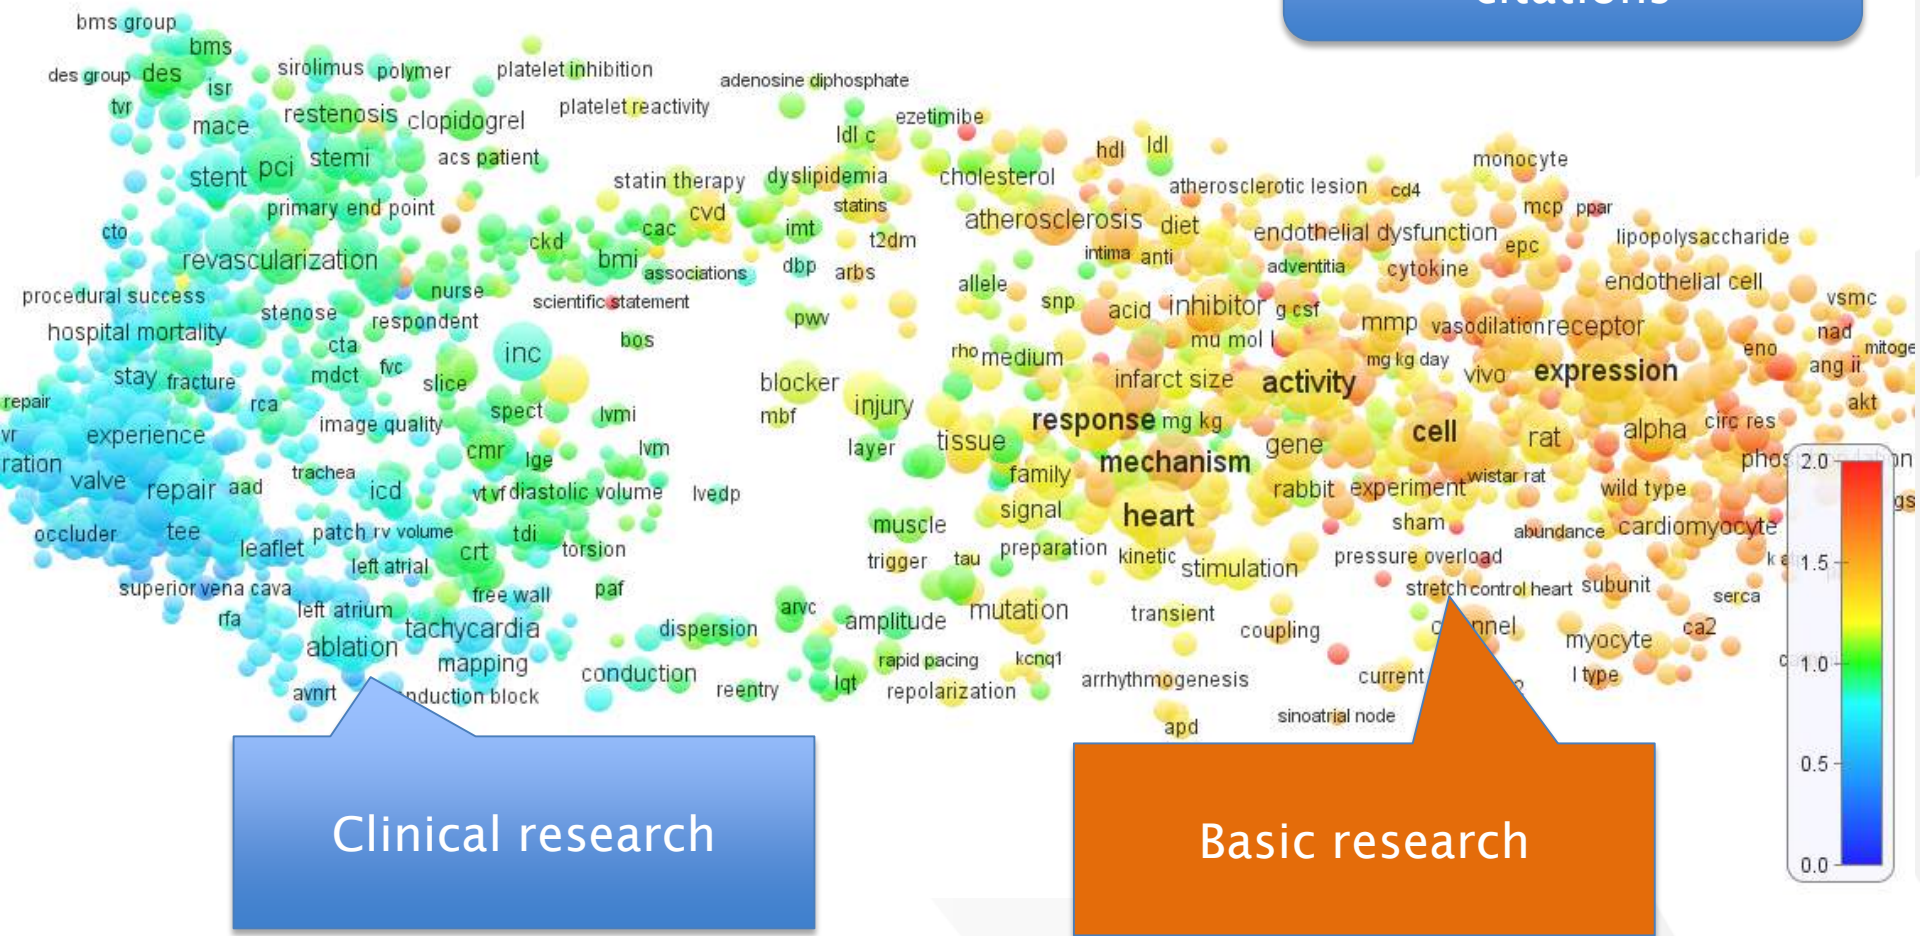 citations
bms group
bms
des group des
isr
tvr
mace
sirolimus polymer
platelet inhibition
adenosine diphosphate
restenosis clopidogrel
platelet reactivity
ldl c
ezetimibe
stent pci stemi
acs patient
statin therapy
dyslipidemia
cholesterol
hdl ldl
atherosclerotic lesion
cd4
monocyte
primary end point
cvd
statins
cto
ckd
cac
imt
t2dm
atherosclerosis diet
mcp ppar
revascularization
bmi
associations
dbp
arbs
intima anti
endothelial dysfunction
epc
lipopolysaccharide
adventitia
cytokine
endothelial cell
procedural success
nurse
scientific statement
allele
snp
acid inhibitor g csf
vsmc
hospital mortality
stenose
respondent
pwv
mmp vasodilation receptor
nad
cta
inc
bos
rho medium
mu mol l
mg kg day
eno
mitoge
stay fracture
mdct
fvc
slice
blocker
infarct size activity
vivo expression
ang ii
repair
rca
spect
lvmi
mbf
injury
akt
vr
experience
image quality
response mg kg
cell
rat
alpha
circ res
ration
cmr
lge
lvm
layer
tissue
mechanism
gene
valve
repair aad
trachea
icd
vt vf diastolic volume
lvedp
family
rabbit experiment wistar rat
wild type
occluder
tee
patch rv volume
tdi
muscle
signal
heart
sham
abundance cardiomyocyte
leaflet
left atrial
crt
torsion
trigger
tau
preparation
kinetic stimulation
pressure overload
superior vena cava
free wall
paf
stretch control heart subunit
serca
rfa
left atrium
tachycardia
dispersion
arvc
amplitude
mutation
transient
coupling
myocyte
ca2
ablation
mapping
conduction
rapid pacing
kcnq1
arrhythmogenesis
current
l type
avnrt
reentry
lqt
repolarization
sinoatrial node
apd
Clinical research
Basic research
2.0
1.5
1.0
0.5
0.0